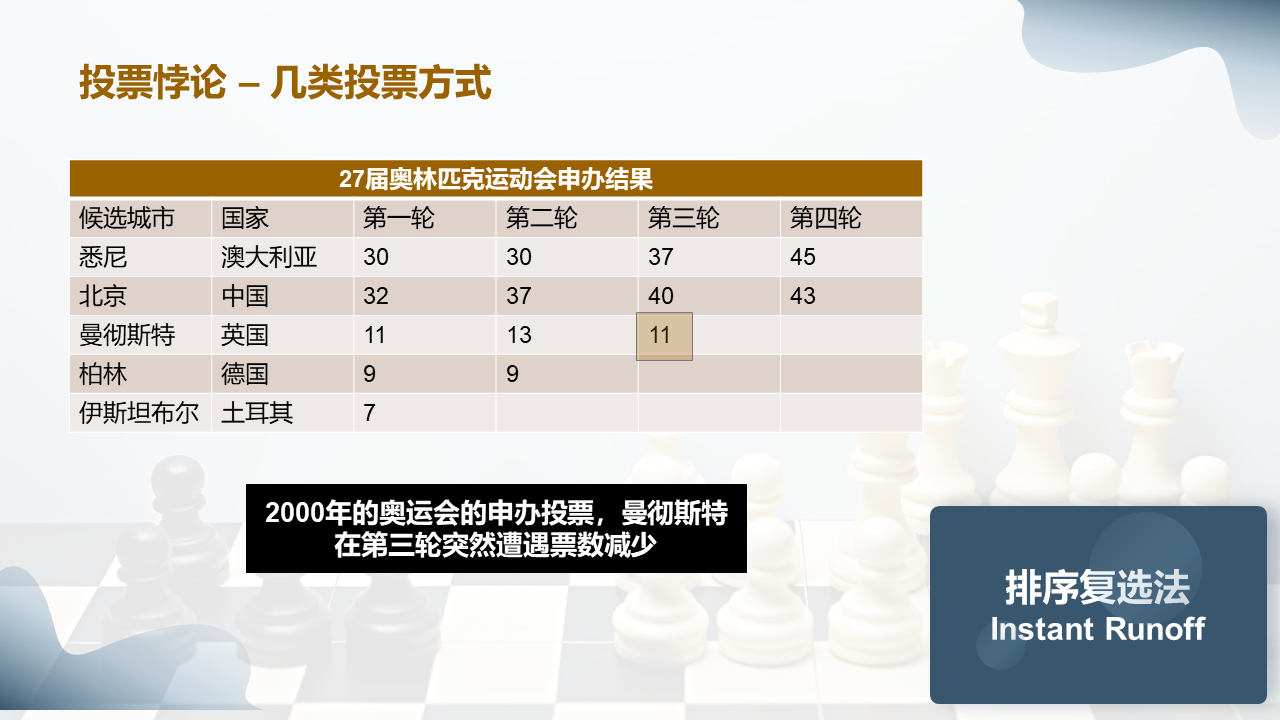 投票悖论 – 几类投票方式
27届奥林匹克运动会申办结果
候选城市 国家 第一轮 第二轮 第三轮 第四轮
悉尼 澳大利亚 30 30 37 45
北京 中国 32 37 40 43
曼彻斯特 英国 11 13 11
柏林 德国 9 9
伊斯坦布尔 土耳其 7
2000年的奥运会的申办投票，曼彻斯特
在第三轮突然遭遇票数减少
排序复选法
Instant Runoff